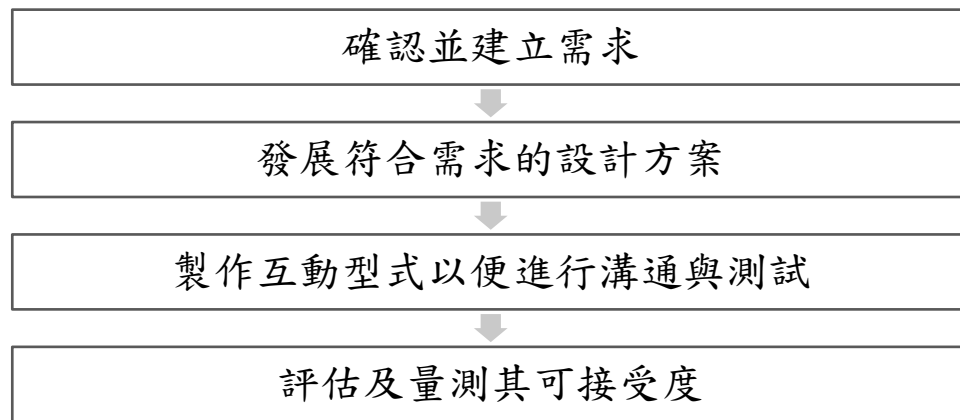 確認並建立需求
發展符合需求的設計方案
製作互動型式以便進行溝通與測試
評估及量測其可接受度